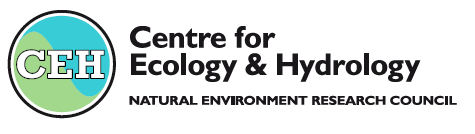 CEH
Centre for
Ecology & Hydrology
NATURAL ENVIRONMENT RESEARCH COUNCIL